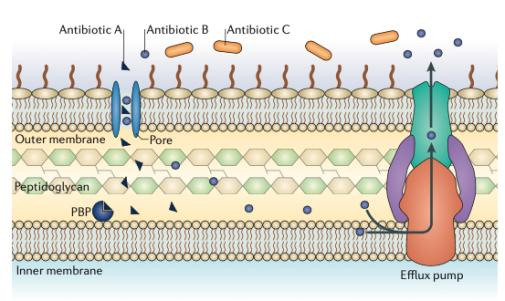 Antibiotic A
Antibiotic B
Antibiotic C
Outer membrane
Pore
Peptidoglycan
PBP
Inner membrane
Efflux pump